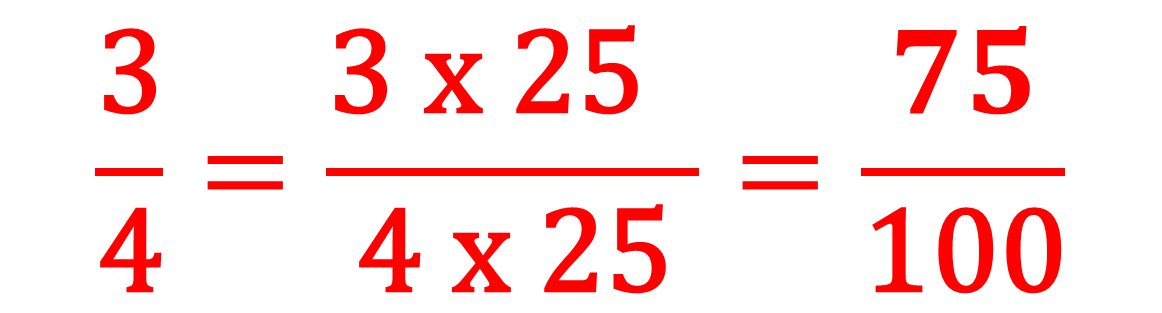 3/4 = 3 x 25/4 x 25 = 75/100